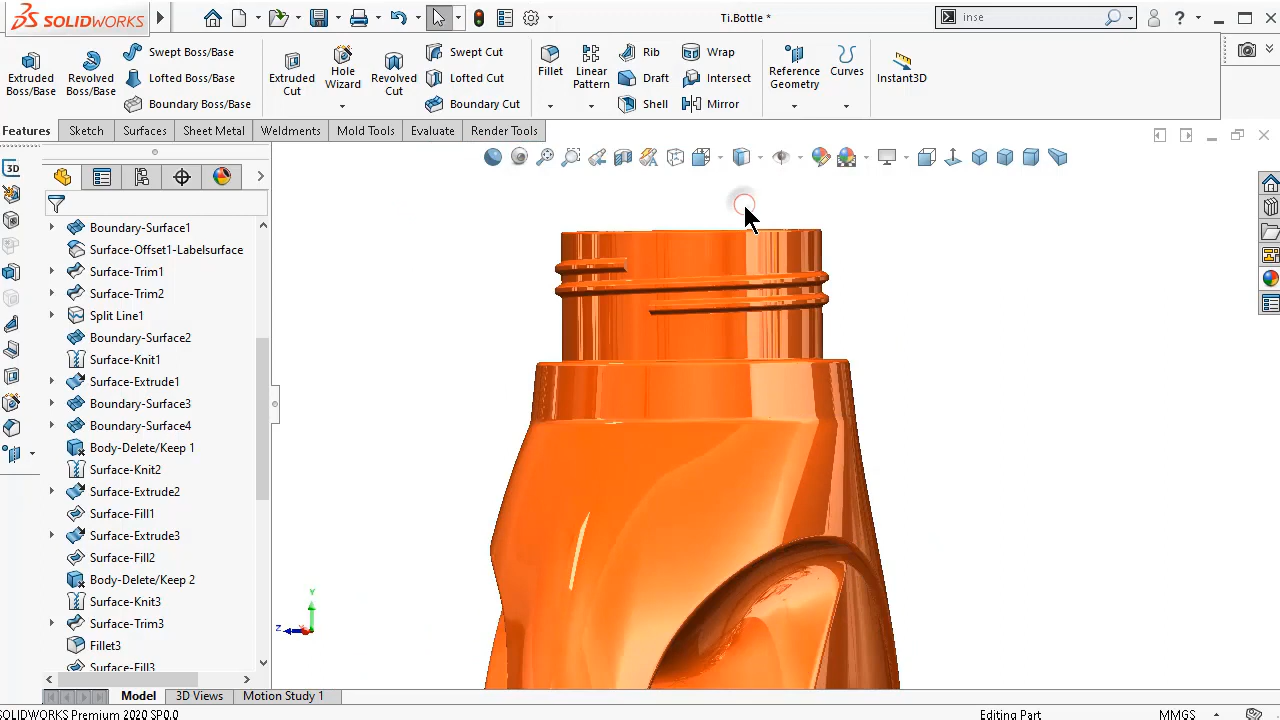 SOLIDWORKS
Ti.Bottle *
inse
Extruded
Boss/Base
Revolved
Boss/Base
Swept Boss/Base
Lofted Boss/Base
Boundary Boss/Base
Extruded
Cut
Hole
Wizard
Revolved
Cut
Swept Cut
Lofted Cut
Boundary Cut
Fillet
Linear
Pattern
Rib
Draft
Shell
Wrap
Intersect
Mirror
Reference
Geometry
Curves
Instant3D
Features
Sketch
Surfaces
Sheet Metal
Weldments
Mold Tools
Evaluate
Render Tools
3D
Boundary-Surface1
Surface-Offset1-Labelsurface
Surface-Trim1
Surface-Trim2
Split Line1
Boundary-Surface2
Surface-Knit1
Surface-Extrude1
Boundary-Surface3
Boundary-Surface4
Body-Delete/Keep 1
Surface-Knit2
Surface-Extrude2
Surface-Fill1
Surface-Extrude3
Surface-Fill2
Body-Delete/Keep 2
Surface-Knit3
Surface-Trim3
Fillet3
Surface-Fill3
Y
Z
Model
3D Views
Motion Study 1
SOLIDWORKS Premium 2020 SP0.0
Editing Part
MMGS